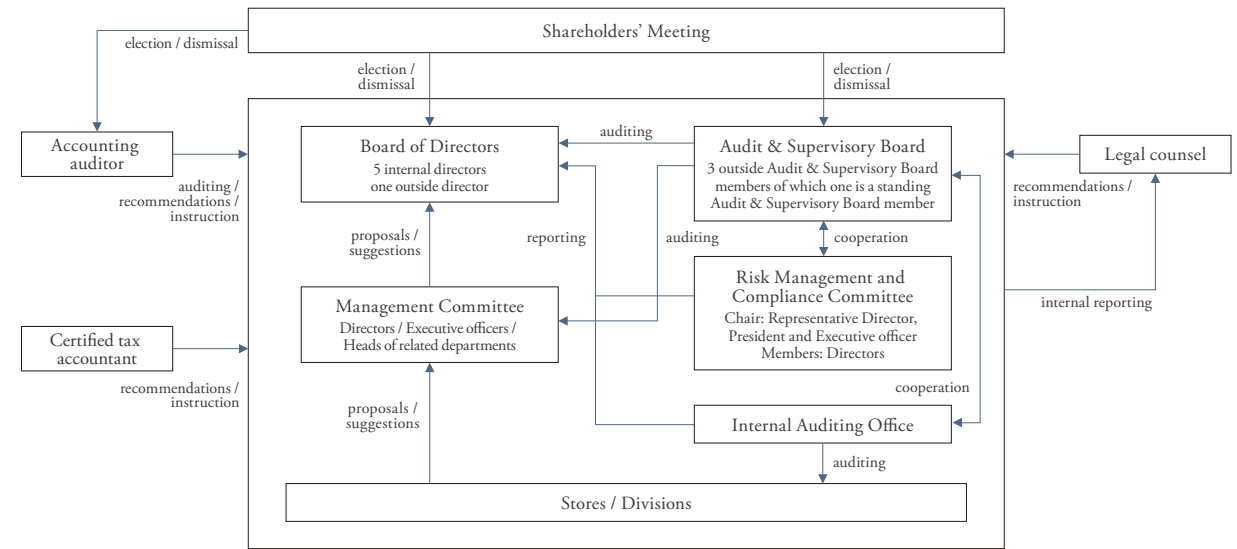 Shareholders’ Meeting
election / dismissal
election /
dismissal
election /
dismissal
Accounting
auditor
auditing /
recommendations /
instruction
Board of Directors
5 internal directors
one outside director
auditing
Audit & Supervisory Board
3 outside Audit & Supervisory Board
members of which one is a standing
Audit & Supervisory Board member
Legal counsel
recommendations /
instruction
proposals /
suggestions
reporting
auditing
cooperation
Risk Management and
Compliance Committee
Chair: Representative Director,
President and Executive officer
Members: Directors
internal reporting
Management Committee
Directors / Executive officers /
Heads of related departments
Certified tax
accountant
recommendations /
instruction
cooperation
proposals /
suggestions
Internal Auditing Office
auditing
Stores / Divisions